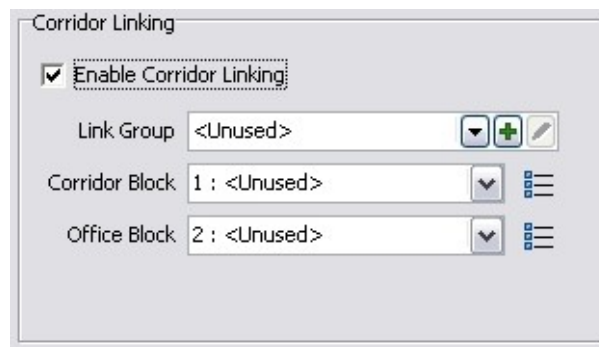 Corridor Linking
Enable Corridor Linking
Link Group <Unused>
Corridor Block 1 : <Unused>
Office Block 2 : <Unused>